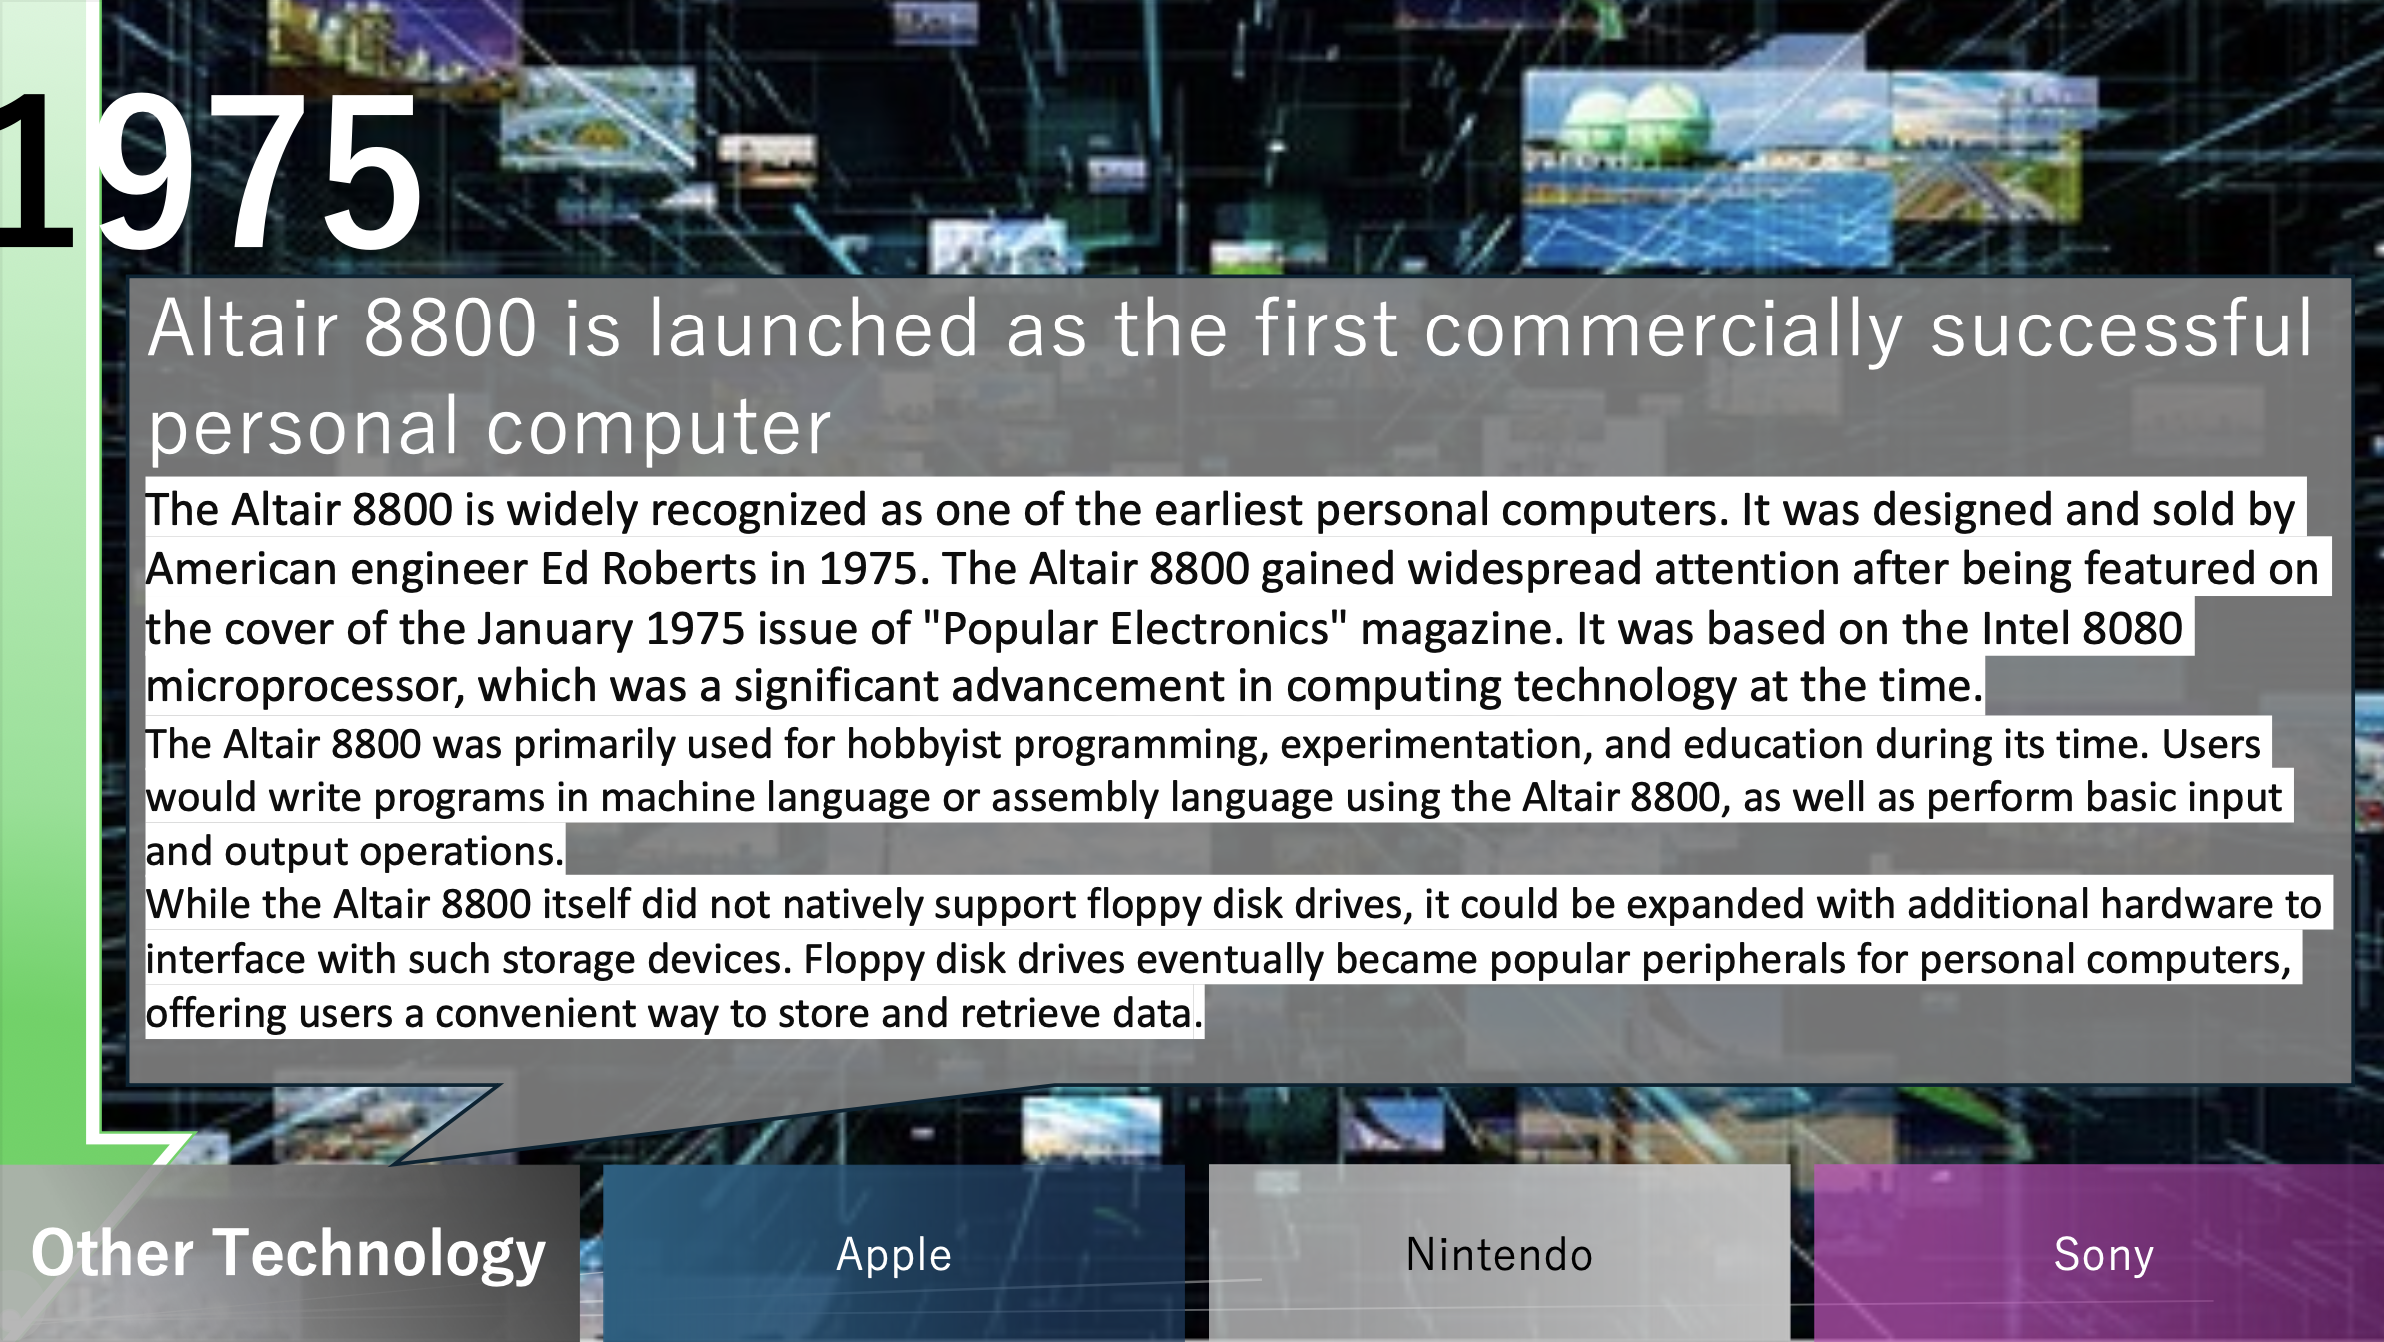 1975
Altair 8800 is launched as the first commercially successful
personal computer
The Altair 8800 is widely recognized as one of the earliest personal computers. It was designed and sold by
American engineer Ed Roberts in 1975. The Altair 8800 gained widespread attention after being featured on
the cover of the January 1975 issue of "Popular Electronics" magazine. It was based on the Intel 8080
microprocessor, which was a significant advancement in computing technology at the time.
The Altair 8800 was primarily used for hobbyist programming, experimentation, and education during its time. Users
would write programs in machine language or assembly language using the Altair 8800, as well as perform basic input
and output operations.
While the Altair 8800 itself did not natively support floppy disk drives, it could be expanded with additional hardware to
interface with such storage devices. Floppy disk drives eventually became popular peripherals for personal computers,
offering users a convenient way to store and retrieve data.
Other Technology
Apple
Nintendo
Sony